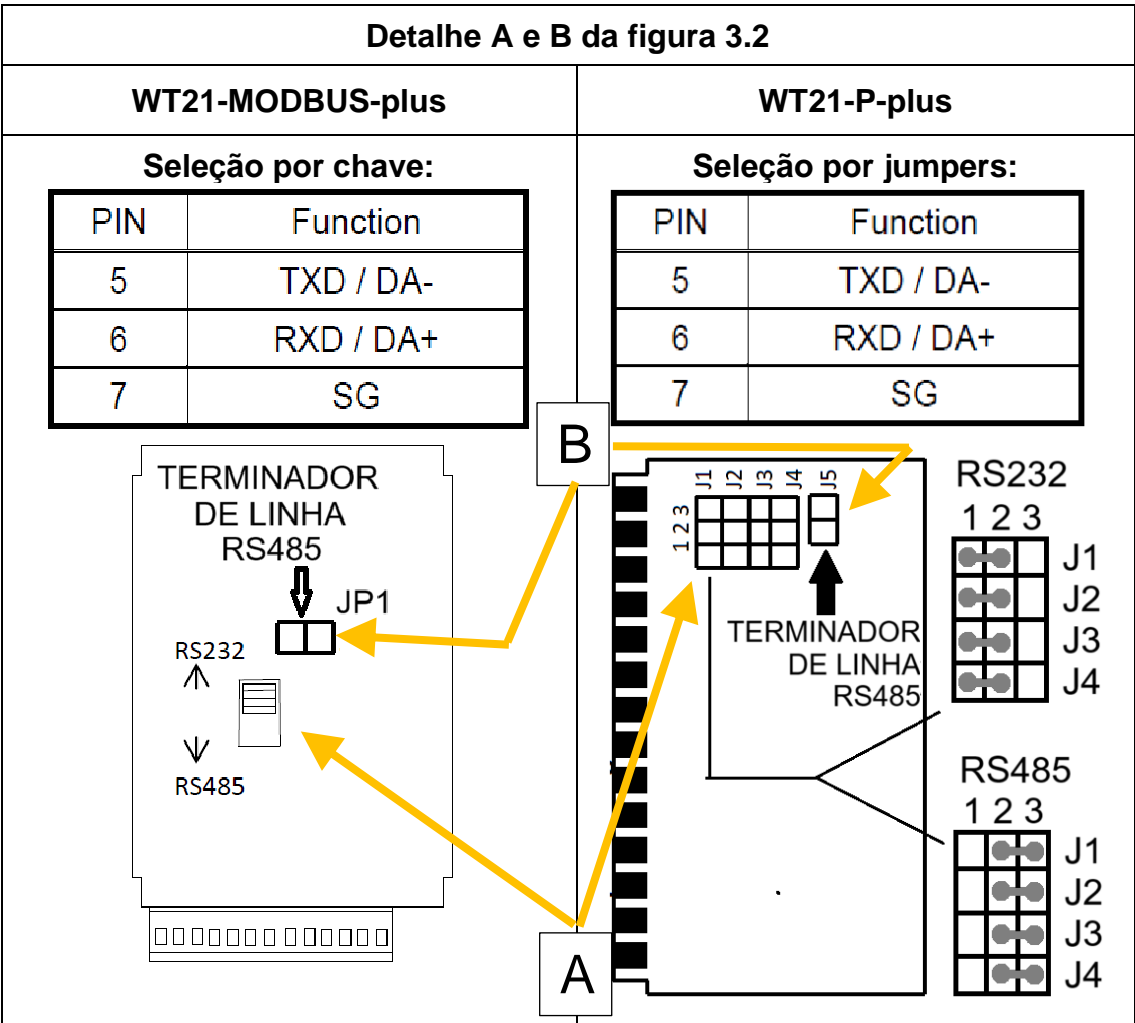 Detalhe A e B da figura 3.2
WT21-MODBUS-plus
WT21-P-plus
Seleção por chave:
PIN Function
5 TXD / DA-
6 RXD / DA+
7 SG
Seleção por jumpers:
PIN Function
5 TXD / DA-
6 RXD / DA+
7 SG
B
TERMINADOR
DE LINHA
RS485
JP1
RS232
RS485
J1 J2 J3 J4 J5
1 2 3
TERMINADOR
DE LINHA
RS485
RS232
1 2 3
J1
J2
J3
J4
RS485
1 2 3
J1
J2
J3
J4
A